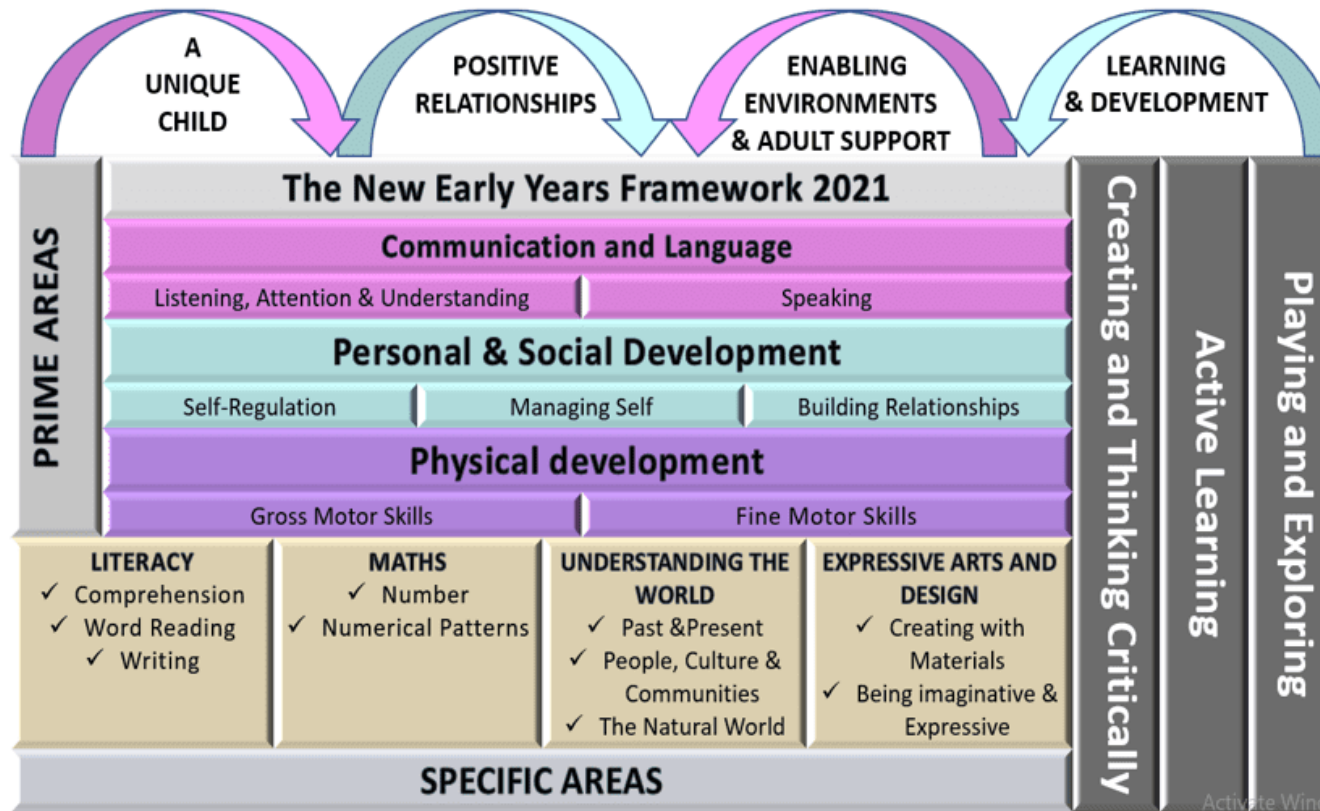 A
UNIQUE
CHILD
POSITIVE
RELATIONSHIPS
ENABLING
ENVIRONMENTS
& ADULT SUPPORT
LEARNING
& DEVELOPMENT
PRIME AREAS
The New Early Years Framework 2021
Communication and Language
Listening, Attention & Understanding
Speaking
Personal & Social Development
Self-Regulation
Managing Self
Building Relationships
Physical development
Gross Motor Skills
Fine Motor Skills
LITERACY
✓ Comprehension
✓ Word Reading
✓ Writing
MATHS
✓ Number
✓ Numerical Patterns
UNDERSTANDING THE
WORLD
✓ Past &Present
✓ People, Culture &
Communities
✓ The Natural World
EXPRESSIVE ARTS AND
DESIGN
✓ Creating with
Materials
✓ Being imaginative &
Expressive
SPECIFIC AREAS
Creating and Thinking Critically
Active Learning
Playing and Exploring
Activate